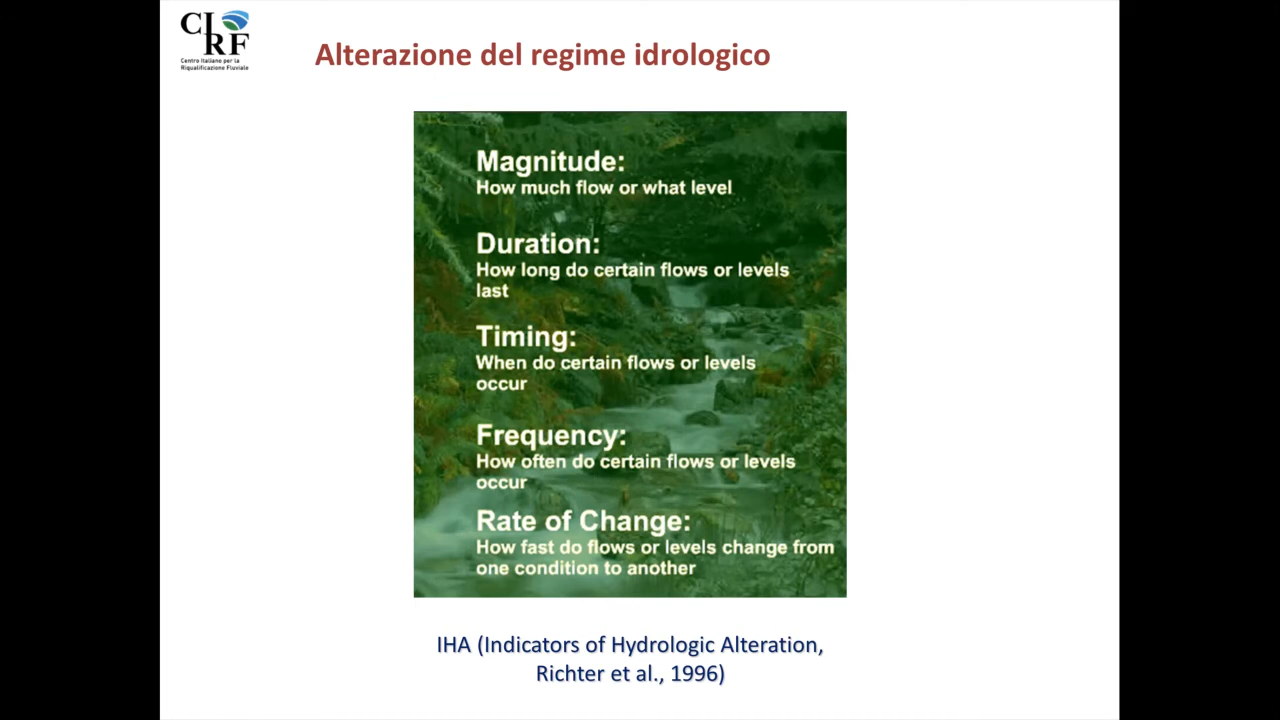 CI
RF
Centro Italiano per la
Riqualificazione Fluviale
Alterazione del regime idrologico
Magnitude:
How much flow or what level
Duration:
How long do certain flows or levels
last
Timing:
When do certain flows or levels
occur
Frequency:
How often do certain flows or levels
occur
Rate of Change:
How fast do flows or levels change from
one condition to another
IHA (Indicators of Hydrologic Alteration,
Richter et al., 1996)